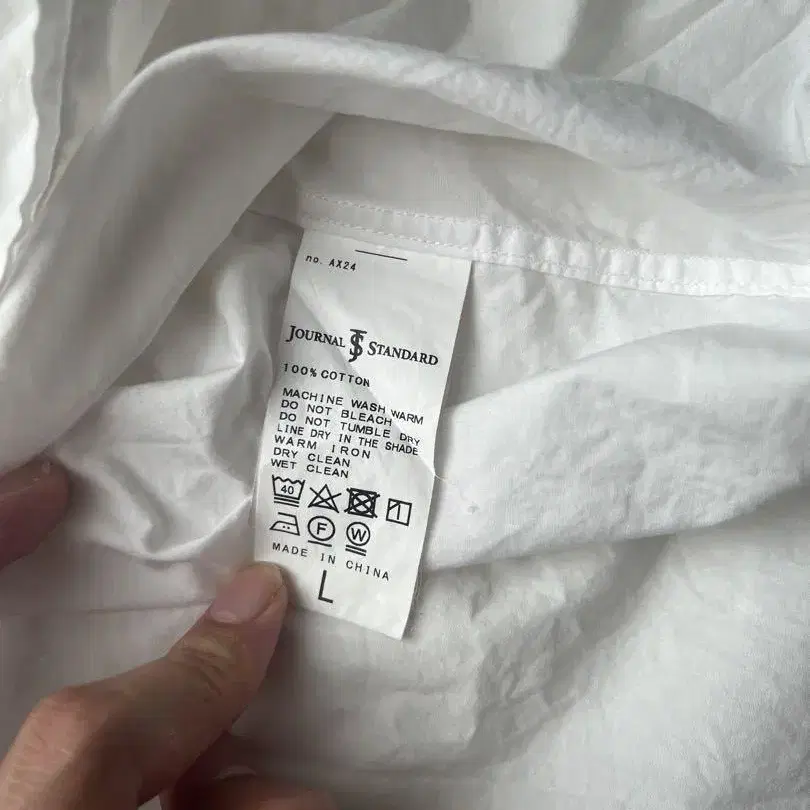 no. AX24
JOURNAL JS STANDARD
100% COTTON
MACHINE WASH WARM
DO NOT BLEACH
DO NOT TUMBLE DRY
LINE DRY IN THE SHADE
WARM IRON
DRY CLEAN
WET CLEAN
40
F W
MADE IN CHINA
L